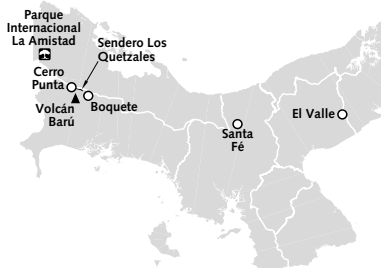 Parque
Internacional
La Amistad
Sendero Los
Quetzales
Cerro
Punta
Volcán
Barú
Boquete
El Valle
Santa
Fé